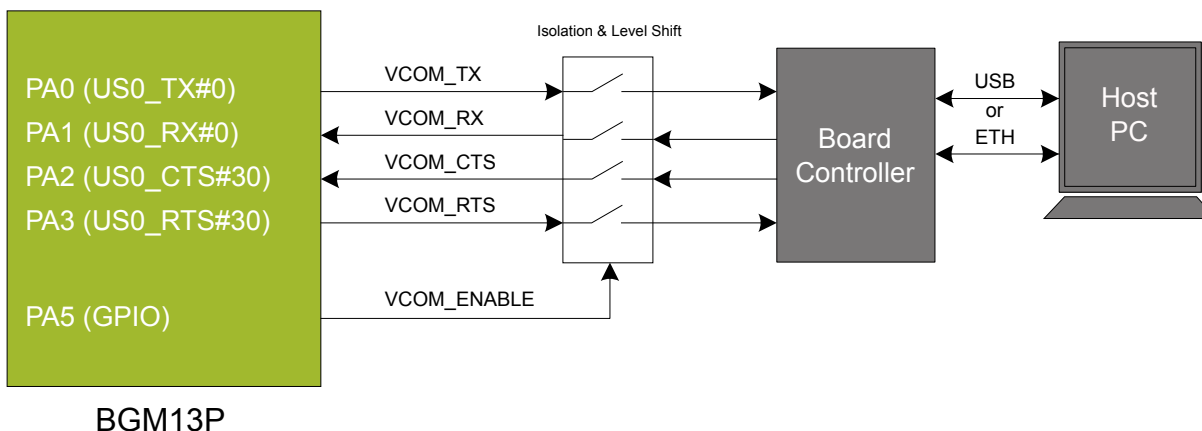 Isolation & Level Shift
PA0 (US0_TX#0)
PA1 (US0_RX#0)
PA2 (US0_CTS#30)
PA3 (US0_RTS#30)
PA5 (GPIO)
VCOM_TX
VCOM_RX
VCOM_CTS
VCOM_RTS
VCOM_ENABLE
Board
Controller
USB
or
ETH
Host
PC
BGM13P